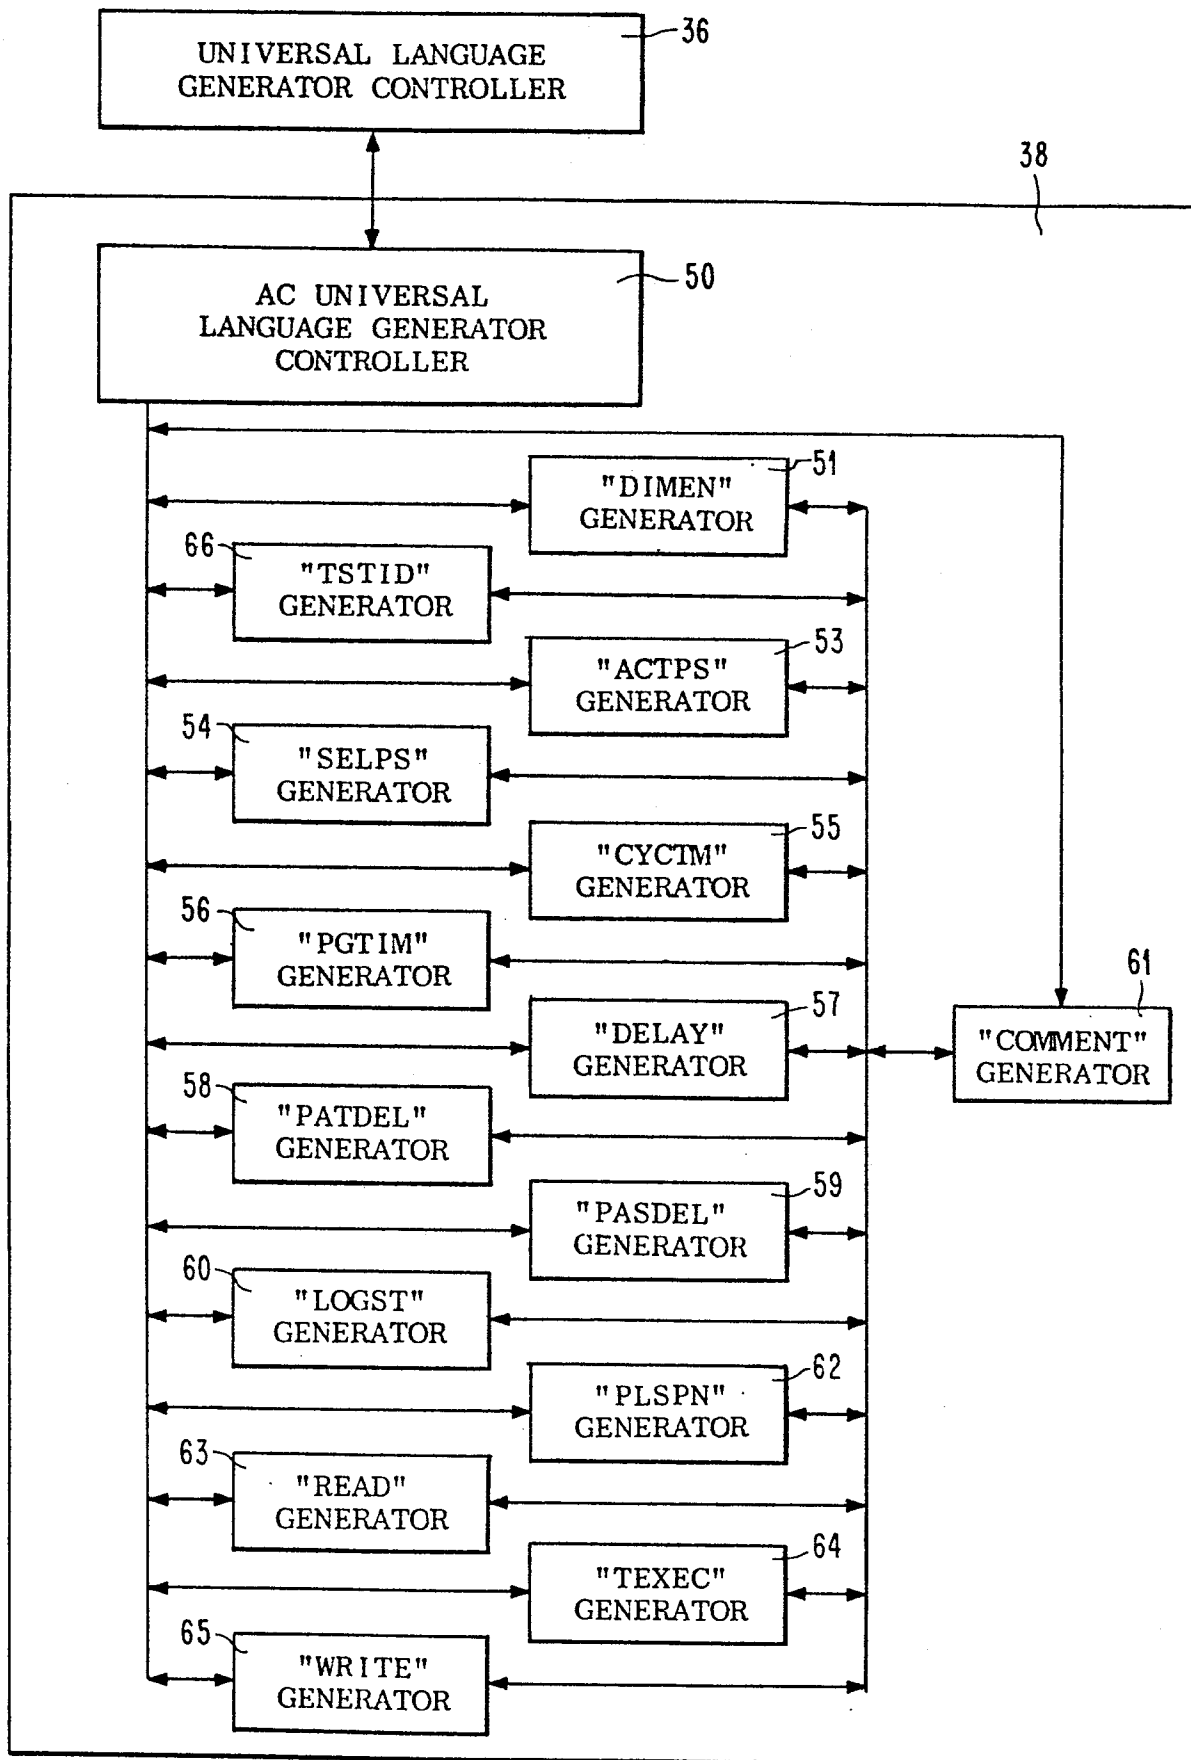 36
UNIVERSAL LANGUAGE
GENERATOR CONTROLLER
38
50
AC UNIVERSAL
LANGUAGE GENERATOR
CONTROLLER
51
"DIMEN"
GENERATOR
66
"TSTID"
GENERATOR
53
"ACTPS"
GENERATOR
54
"SELPS"
GENERATOR
55
"CYCTM"
GENERATOR
56
"PGTIM"
GENERATOR
61
"COMMENT"
GENERATOR
57
"DELAY"
GENERATOR
58
"PATDEL"
GENERATOR
59
"PASDEL"
GENERATOR
60
"LOGST"
GENERATOR
62
"PLSPN"
GENERATOR
63
"READ"
GENERATOR
64
"TEXEC"
GENERATOR
65
"WRITE"
GENERATOR